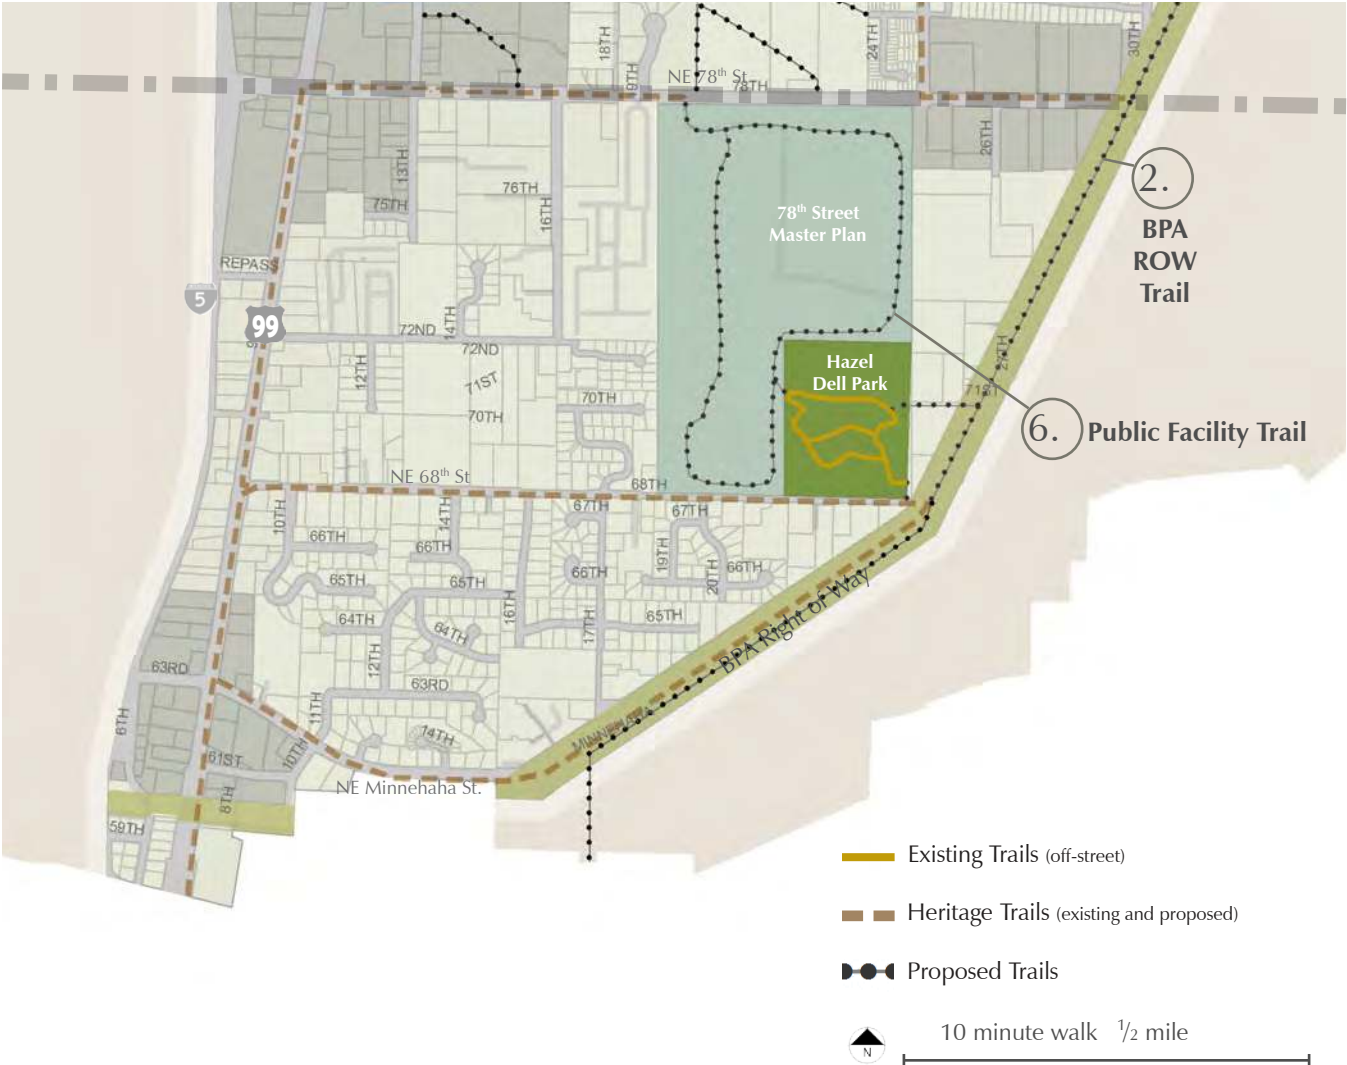 18TH
19TH
24TH
30TH
NE 78th St
78TH
26TH
13TH
76TH
75TH
16TH
78th Street
Master Plan
2.
BPA
ROW
Trail
REPASS
5
99
14TH
72ND
72ND
12TH
71ST
70TH
70TH
Hazel
Dell Park
27TH
71ST
6.
Public Facility Trail
NE 68th St
68TH
10TH
14TH
67TH
67TH
66TH
66TH
19TH
20TH
66TH
66TH
65TH
65TH
16TH
64TH
64TH
17TH
65TH
BPA Right of Way
12TH
63RD
63RD
11TH
6TH
14TH
MINNEHAHA
61ST
10TH
8TH
NE Minnehaha St.
59TH
Existing Trails (off-street)
Heritage Trails (existing and proposed)
Proposed Trails
10 minute walk 1/2 mile
N